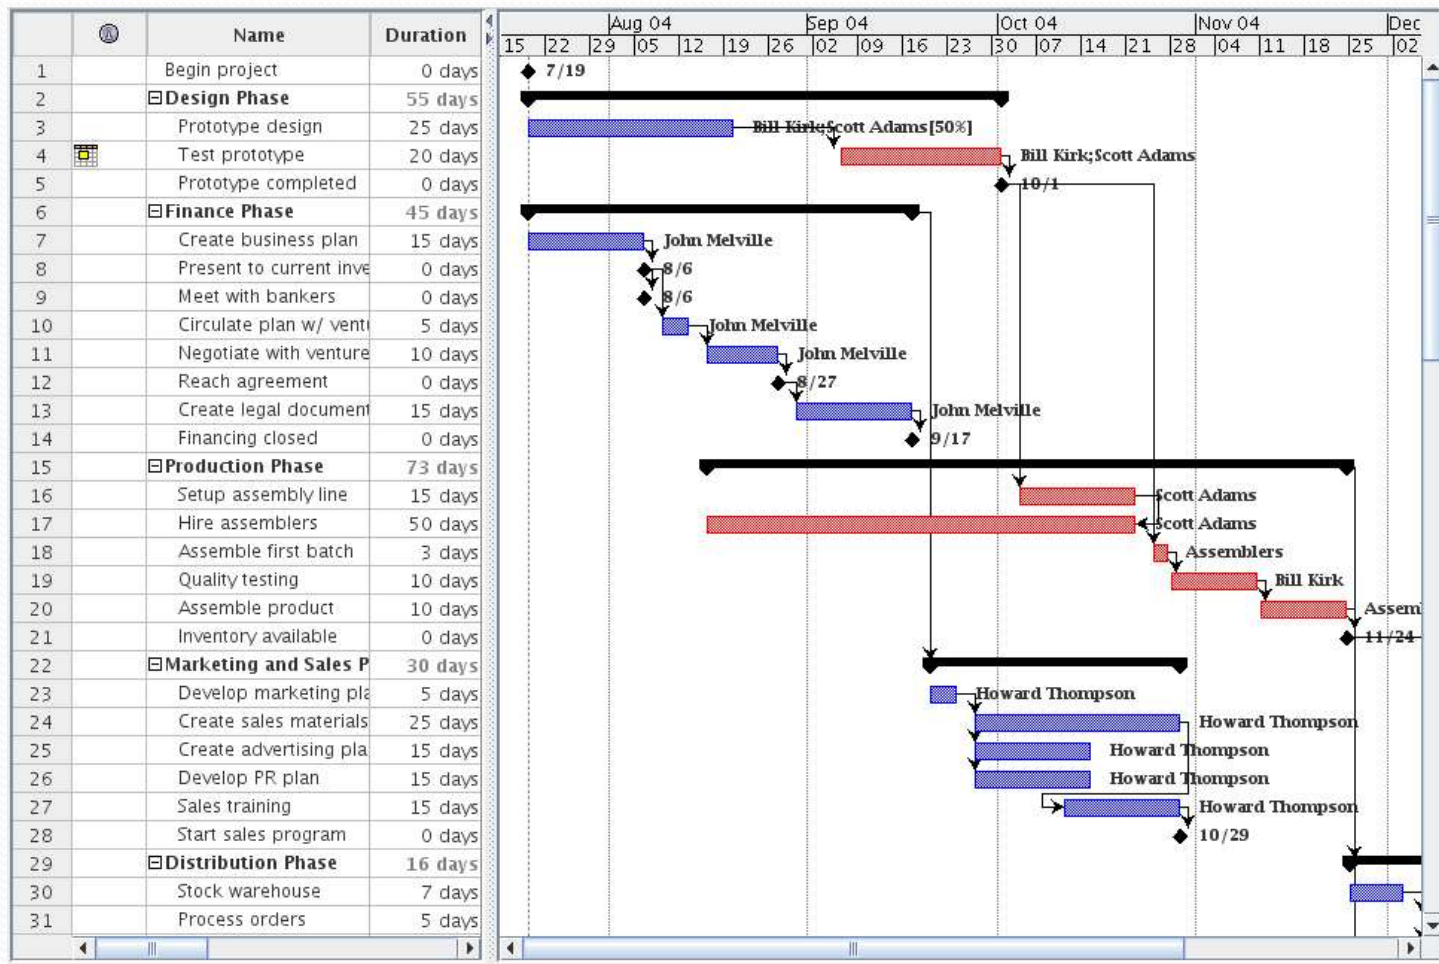 Aug 04 Sep 04 Oct 04 Nov 04 Dec
Name Duration 15 22 29 05 12 19 26 02 09 16 23 30 07 14 21 28 04 11 18 25 02
1 Begin project 0 days 7/19
2 Design Phase 55 days
3 Prototype design 25 days Bill Kirk;Scott Adams[50%]
4 Test prototype 20 days Bill Kirk;Scott Adams
5 Prototype completed 0 days 10/1
6 Finance Phase 45 days
7 Create business plan 15 days John Melville
8 Present to current inve 0 days 8/6
9 Meet with bankers 0 days 8/6
10 Circulate plan w/ ventu 5 days John Melville
11 Negotiate with venture 10 days John Melville
12 Reach agreement 0 days 8/27
13 Create legal document 15 days John Melville
14 Financing closed 0 days 9/17
15 Production Phase 73 days
16 Setup assembly line 15 days Scott Adams
17 Hire assemblers 50 days Scott Adams
18 Assemble first batch 3 days Assemblers
19 Quality testing 10 days Bill Kirk
20 Assemble product 10 days Assem
21 Inventory available 0 days 11/24
22 Marketing and Sales P 30 days
23 Develop marketing pla 5 days Howard Thompson
24 Create sales materials 25 days Howard Thompson
25 Create advertising pla 15 days Howard Thompson
26 Develop PR plan 15 days Howard Thompson
27 Sales training 15 days Howard Thompson
28 Start sales program 0 days 10/29
29 Distribution Phase 16 days
30 Stock warehouse 7 days
31 Process orders 5 days